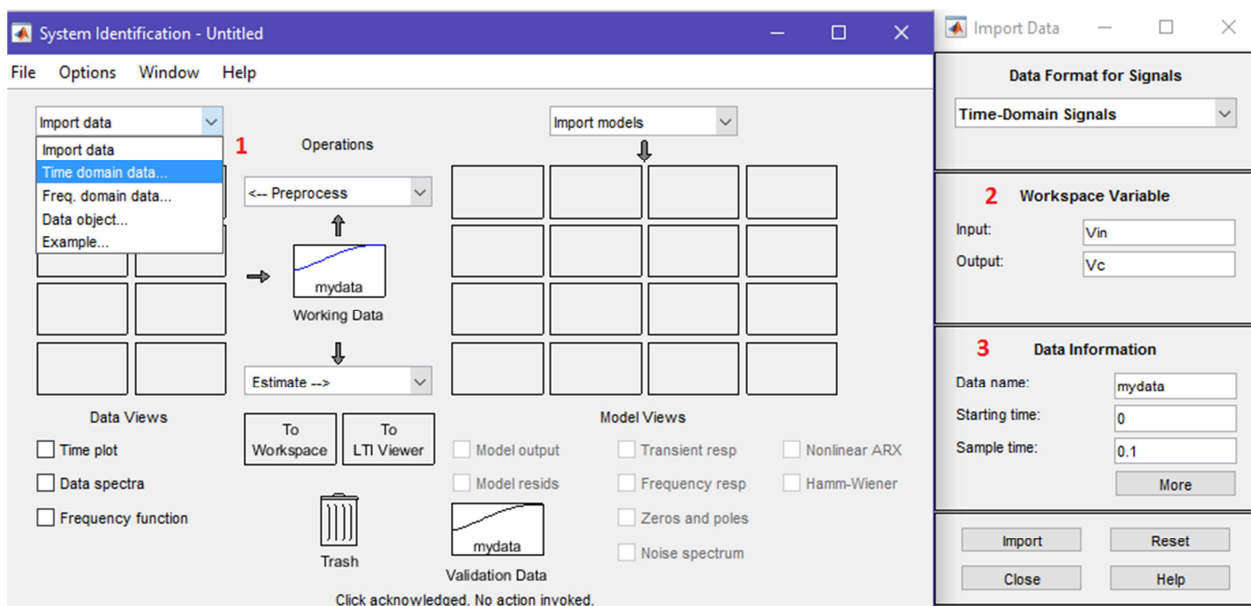 System Identification - Untitled
File Options Window Help
Import data
1
Import data
Time domain data...
Freq. domain data...
Data object...
Example...
Operations
<-- Preprocess
mydata
Working Data
Estimate -->
To Workspace
To LTI Viewer
Import models
Data Views
Time plot
Data spectra
Frequency function
Trash
Model Views
Model output
Transient resp
Nonlinear ARX
Model resids
Frequency resp
Hamm-Wiener
Zeros and poles
Noise spectrum
mydata
Validation Data
Click acknowledged. No action invoked.
Import Data
Data Format for Signals
Time-Domain Signals
2 Workspace Variable
Input: Vin
Output: Vc
3 Data Information
Data name: mydata
Starting time: 0
Sample time: 0.1
More
Import Reset
Close Help